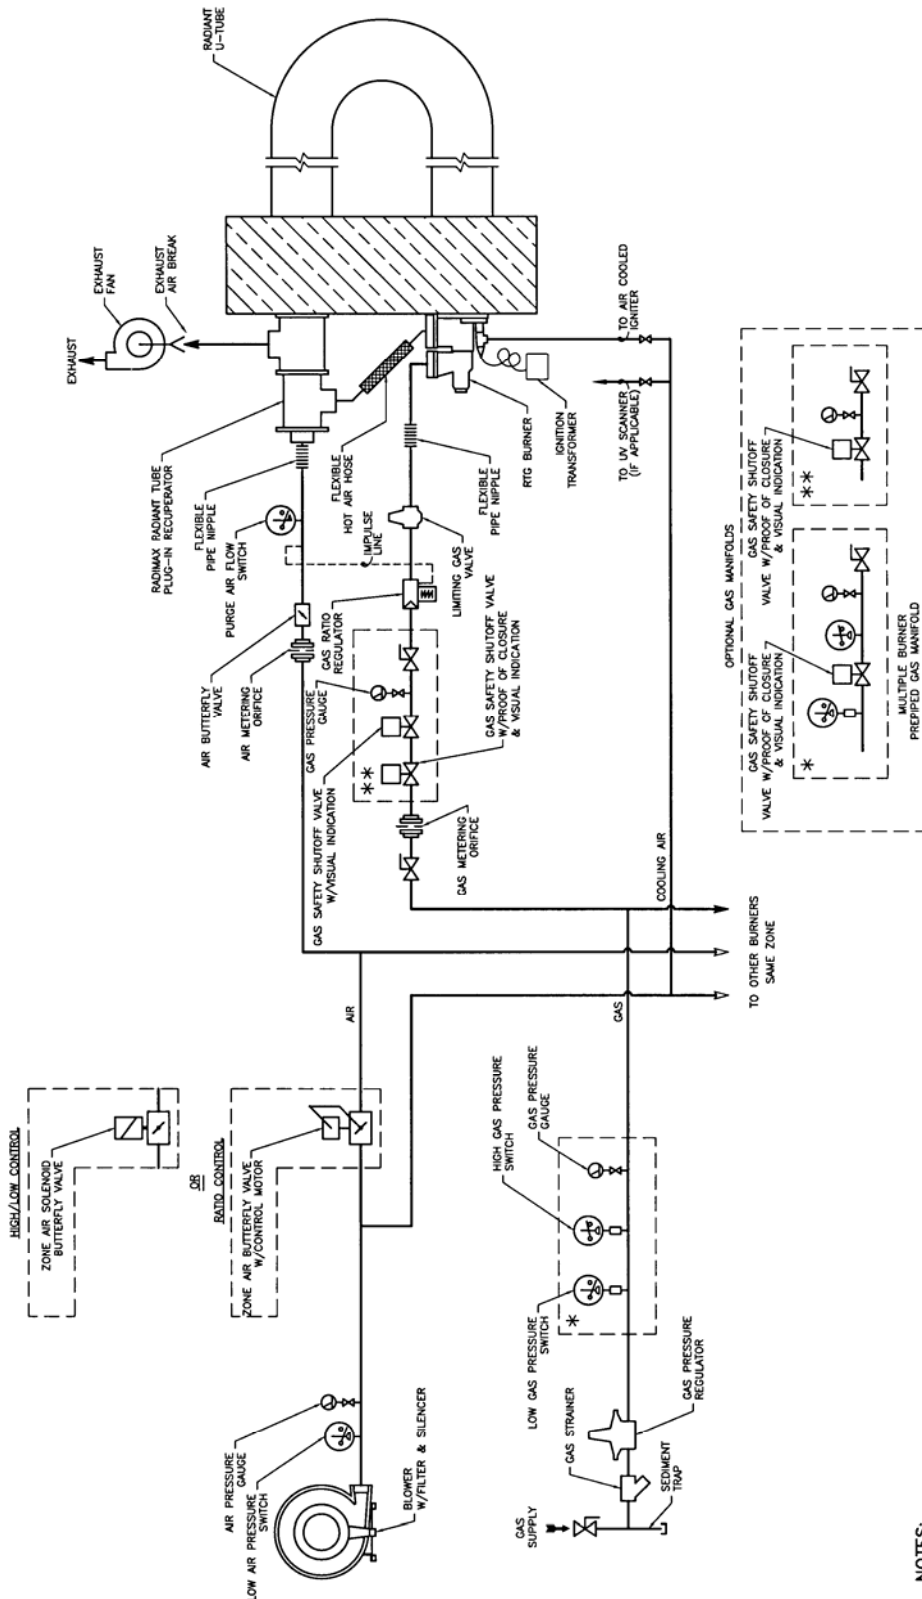 RADIANT
U-TUBE
EXHAUST
FAN
EXHAUST
AIR BREAK
EXHAUST
RADIMAX RADIANT TUBE
PLUG-IN RECUPERATOR
FLEXIBLE
PIPE NIPPLE
PURGE AIR FLOW
SWITCH
AIR BUTTERFLY
VALVE
AIR METERING
ORIFICE
FLEXIBLE
HOT AIR HOSE
IMPULSE
LINE
GAS RATIO
REGULATOR
GAS PRESSURE
GAUGE
GAS SAFETY SHUTOFF VALVE
W/VISUAL INDICATION
**
LIMITING GAS
VALVE
FLEXIBLE
PIPE NIPPLE
RTG BURNER
IGNITION
TRANSFORMER
TO UV SCANNER
(IF APPLICABLE)
TO AIR COOLED
IGNITER
GAS SAFETY SHUTOFF VALVE
W/PROOF OF CLOSURE
& VISUAL INDICATION
GAS METERING
ORIFICE
COOLING AIR
TO OTHER BURNERS
SAME ZONE
AIR
GAS
HIGH/LOW CONTROL
ZONE AIR SOLENOID
BUTTERFLY VALVE
OR
RATIO CONTROL
ZONE AIR BUTTERFLY VALVE
W/CONTROL MOTOR
AIR PRESSURE
GAUGE
LOW AIR PRESSURE
SWITCH
BLOWER
W/FILTER & SILENCER
HIGH GAS PRESSURE
SWITCH
GAS PRESSURE
GAUGE
LOW GAS PRESSURE
SWITCH
*
GAS STRAINER
GAS PRESSURE
REGULATOR
GAS
SUPPLY
SEDIMENT
TRAP
OPTIONAL GAS MANIFOLDS
GAS SAFETY SHUTOFF
VALVE W/PROOF OF CLOSURE
& VISUAL INDICATION
**
GAS SAFETY SHUTOFF
VALVE W/PROOF OF CLOSURE
& VISUAL INDICATION
*
MULTIPLE BURNER
PREPIPED GAS MANIFOLD
NOTES: